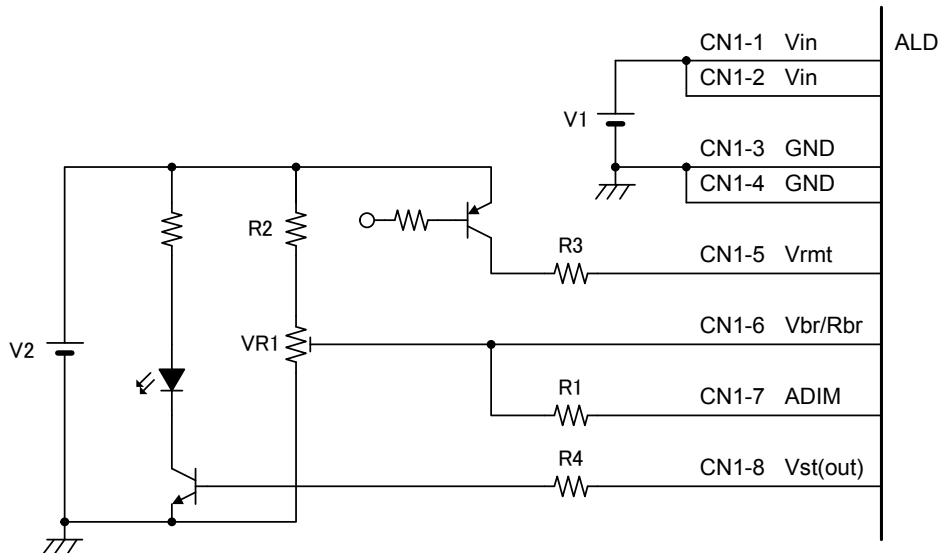 CN1-1 Vin ALD
CN1-2 Vin
V1
CN1-3 GND
CN1-4 GND
R2
R3
CN1-5 Vrmt
VR1
CN1-6 Vbr/Rbr
V2
R1
CN1-7 ADIM
R4
CN1-8 Vst(out)